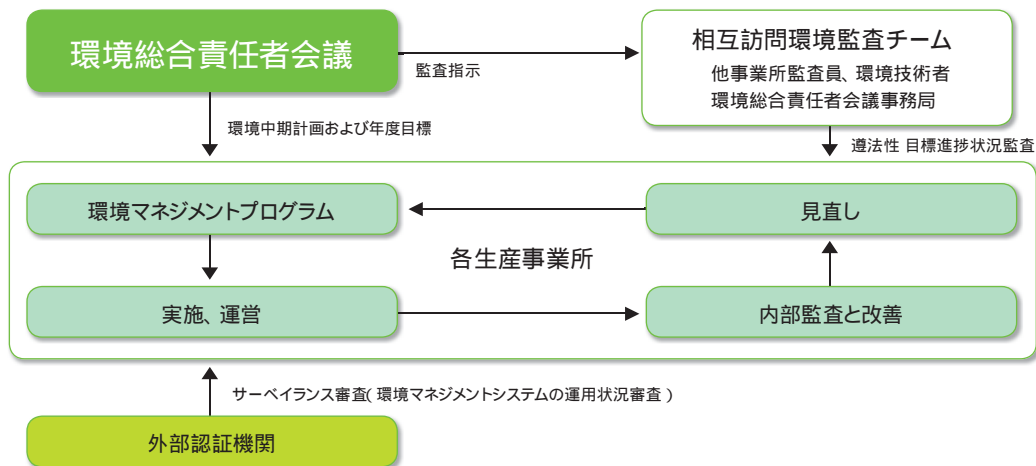 環境総合責任者会議
監査指示
相互訪問環境監査チーム
他事業所監査員、環境技術者
環境総合責任者会議事務局
環境中期計画および年度目標
遵法性 目標進捗状況監査
環境マネジメントプログラム
見直し
各生産事業所
実施、運営
内部監査と改善
サーベイランス審査(環境マネジメントシステムの運用状況審査)
外部認証機関